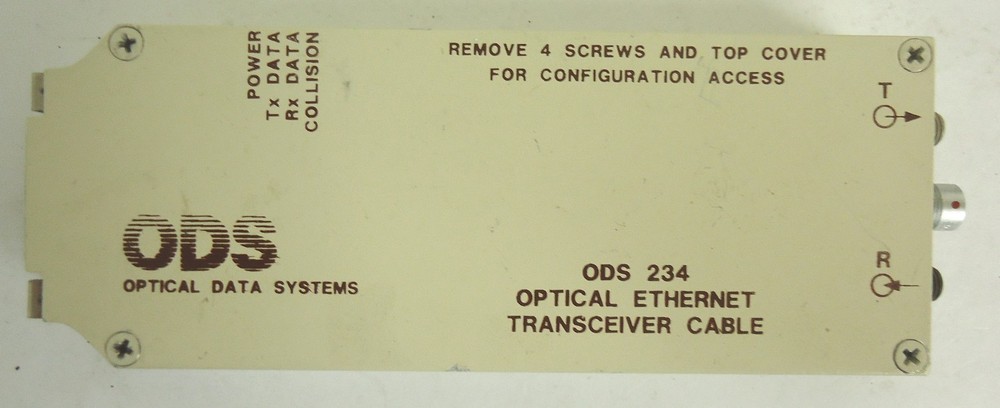 POWER
Tx DATA
Rx DATA
COLLISION
REMOVE 4 SCREWS AND TOP COVER
FOR CONFIGURATION ACCESS
T
ODS
OPTICAL DATA SYSTEMS
R
ODS 234
OPTICAL ETHERNET
TRANSCEIVER CABLE